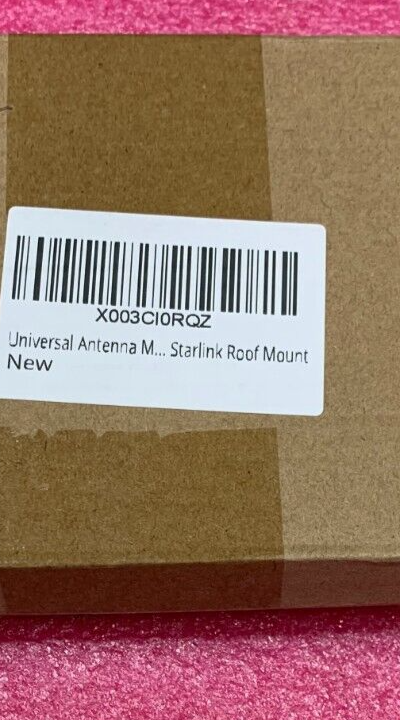 X003CI0RQZ
Universal Antenna M... Starlink Roof Mount
New